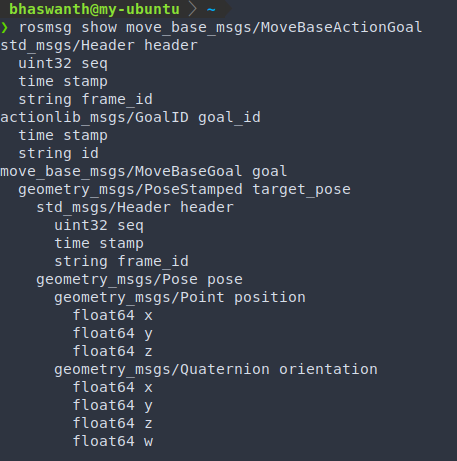 bhaswanth@my-ubuntu ~
❯ rosmsg show move_base_msgs/MoveBaseActionGoal
std_msgs/Header header
  uint32 seq
  time stamp
  string frame_id
actionlib_msgs/GoalID goal_id
  time stamp
  string id
move_base_msgs/MoveBaseGoal goal
  geometry_msgs/PoseStamped target_pose
    std_msgs/Header header
      uint32 seq
      time stamp
      string frame_id
    geometry_msgs/Pose pose
      geometry_msgs/Point position
        float64 x
        float64 y
        float64 z
      geometry_msgs/Quaternion orientation
        float64 x
        float64 y
        float64 z
        float64 w